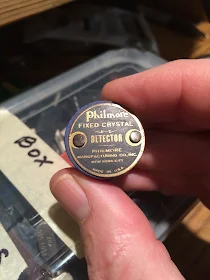 Philmore
FIXED CRYSTAL
DETECTOR
PHILMORE
MANUFACTURING CO., INC.
NEW YORK CITY
MADE IN U.S.A.
BOX